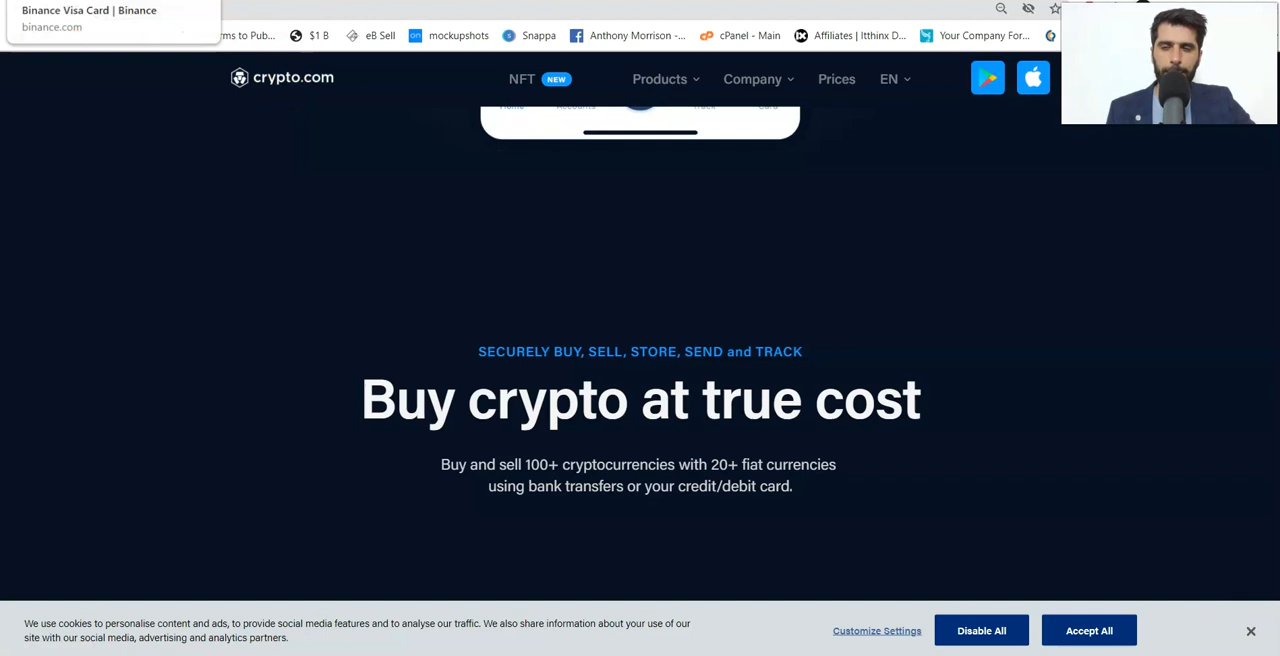 Binance Visa Card | Binance
binance.com
rms to Pub...
$1 B
eB Sell
on
mockupshots
Snappa
Anthony Morrison -...
cPanel - Main
Affiliates | Itthinx D...
Your Company For...
crypto.com
NFT NEW
Products
Company
Prices
EN
Home
Accounts
Track
Card
SECURELY BUY, SELL, STORE, SEND and TRACK
Buy crypto at true cost
Buy and sell 100+ cryptocurrencies with 20+ fiat currencies
using bank transfers or your credit/debit card.
We use cookies to personalise content and ads, to provide social media features and to analyse our traffic. We also share information about your use of our
site with our social media, advertising and analytics partners.
Customize Settings
Disable All
Accept All